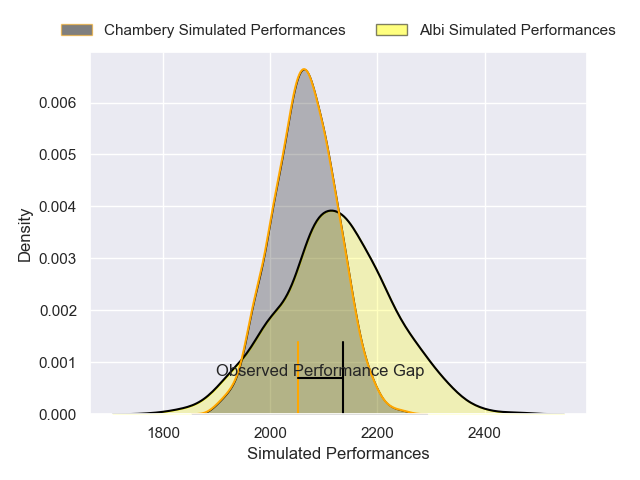 Chambery Simulated Performances
Albi Simulated Performances
0.006
0.005
0.004
0.003
0.002
0.001
0.000
Density
Observed Performance Gap
1800 2000 2200 2400
Simulated Performances